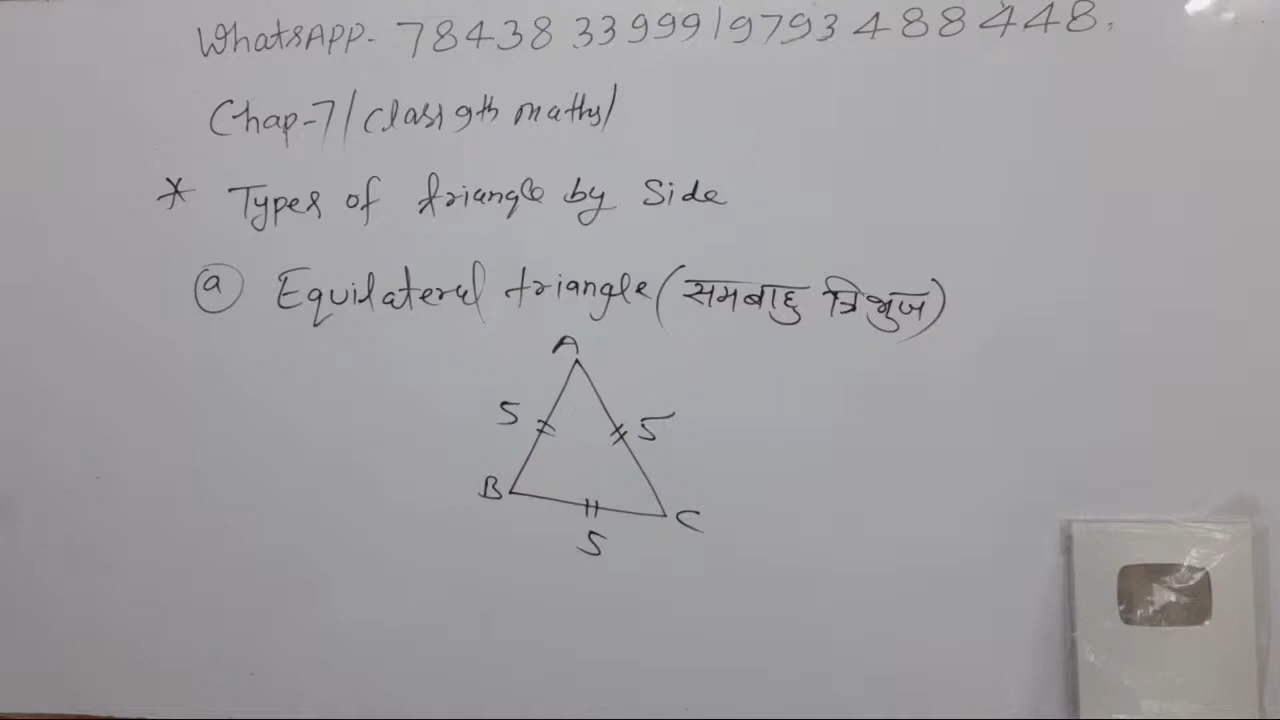 WhatsAPP- 7843833999|9793488448.
Chap-7/Class 9th maths/
* Types of triangle by Side
(a) Equilateral triangle (समबाहु त्रिभुज)
A
5 5
B
C
5